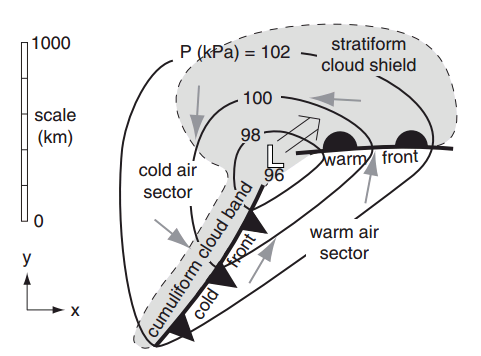 1000
scale
(km)
0
y
x
P (kPa) = 102
stratiform
cloud shield
100
98
L
96
warm front
cold air
sector
warm air
sector
cumuliform cloud band
cold front